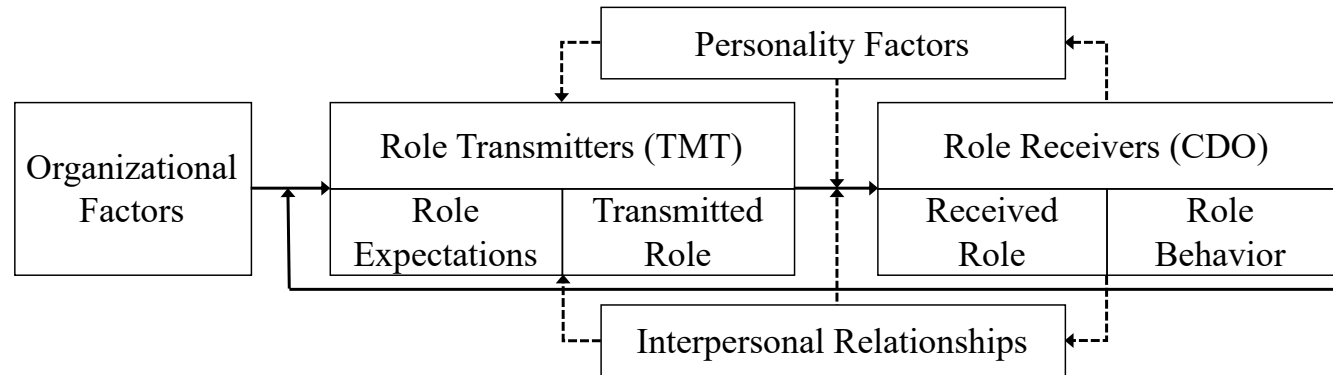 Personality Factors
Organizational
Factors
Role Transmitters (TMT)
Role
Expectations
Transmitted
Role
Role Receivers (CDO)
Received
Role
Role
Behavior
Interpersonal Relationships